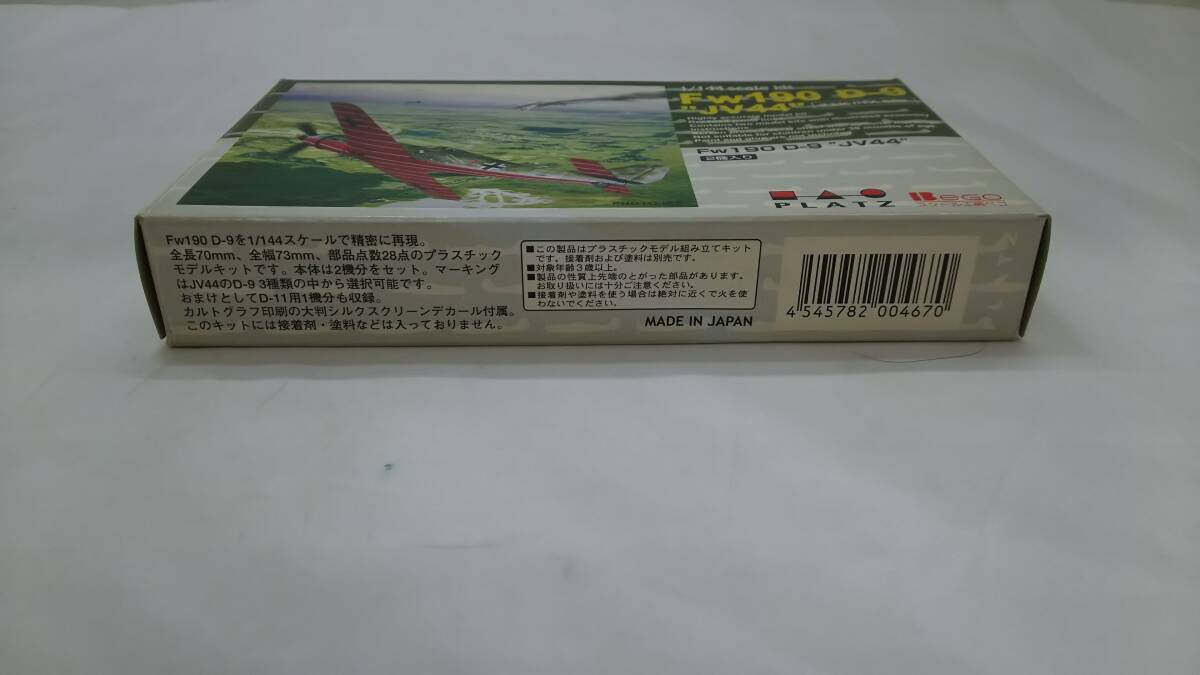 1/144 scale kit
Fw190 D-9
"JV44"
Fw190 D-9 "JV44"
2機入り
PLATZ
BeGO
Fw190 D-9を1/144スケールで精密に再現。
全長70mm、全幅73mm、部品点数28点のプラスチック
モデルキットです。本体は2機分をセット。マーキング
はJV44のD-9 3種類の中から選択可能です。
おまけとしてD-11用1機分も収録。
カルトグラフ印刷の大判シルクスクリーンデカール付属。
このキットには接着剤・塗料などは入っておりません。
■この製品はプラスチックモデル組み立てキット
です。接着剤および塗料は別売です。
■対象年齢3歳以上。
■製品の性質上先端のとがった部品があります。
お取り扱いには十分ご注意ください。
■接着剤や塗料を使う場合は絶対に近くで火を使
わないでください。
MADE IN JAPAN
4 545782 004670